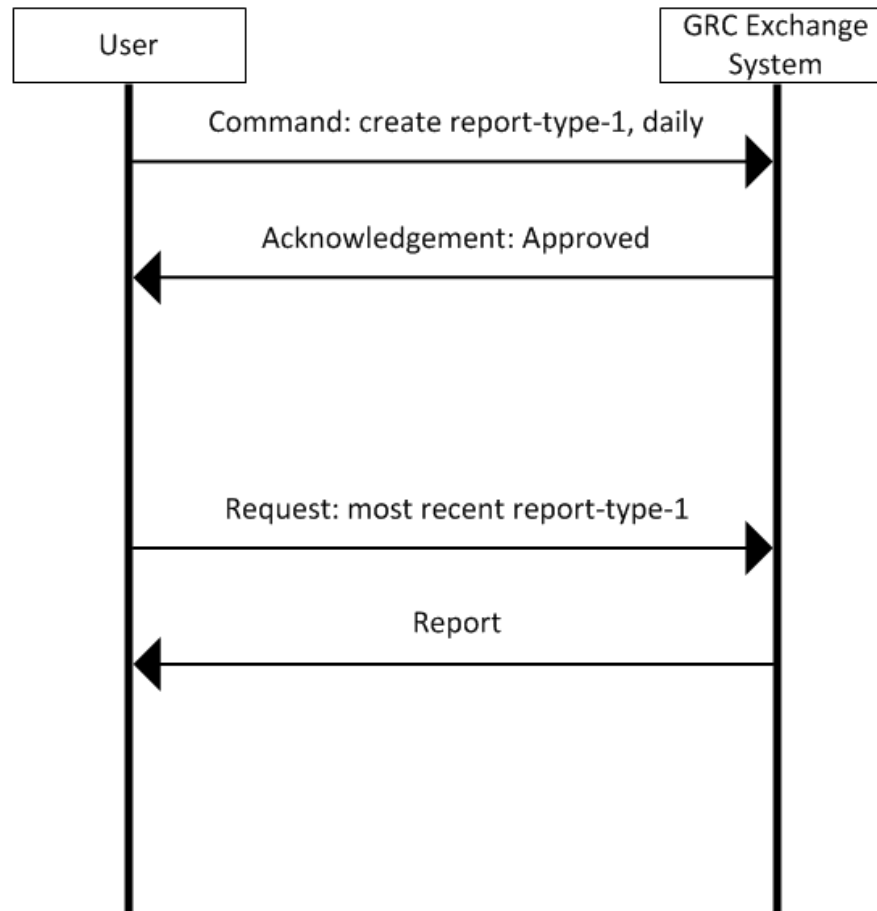 User
GRC Exchange
System
Command: create report-type-1, daily
Acknowledgement: Approved
Request: most recent report-type-1
Report